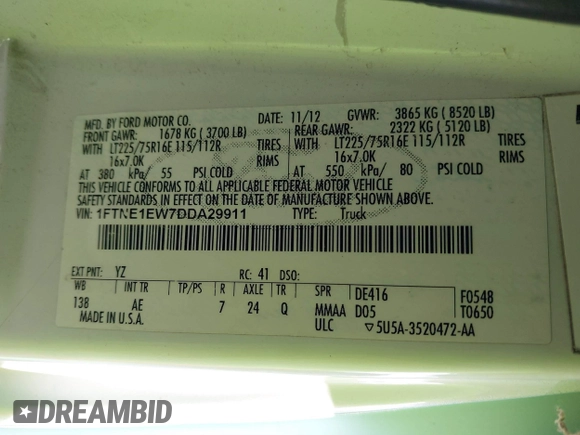 MFD. BY FORD MOTOR CO. DATE: 11/12 GVWR: 3865 KG ( 8520 LB)
FRONT GAWR: 1678 KG ( 3700 LB) REAR GAWR: 2322 KG ( 5120 LB)
WITH LT225/75R16E 115/112R TIRES WITH LT225/75R16E 115/112R TIRES
16x7.0K RIMS 16x7.0K RIMS
AT 380 kPa/ 55 PSI COLD AT 550 kPa/ 80 PSI COLD
THIS VEHICLE CONFORMS TO ALL APPLICABLE FEDERAL MOTOR VEHICLE
SAFETY STANDARDS IN EFFECT ON THE DATE OF MANUFACTURE SHOWN ABOVE.
VIN: 1FTNE1EW7DDA29911 TYPE: Truck
EXT PNT: YZ RC: 41 DSO:
WB INT TR TP/PS R AXLE TR SPR DE416 F0548
138 AE 7 24 Q MMAA D05 T0650
MADE IN U.S.A. ULC ▽5U5A-3520472-AA
DREAMBID